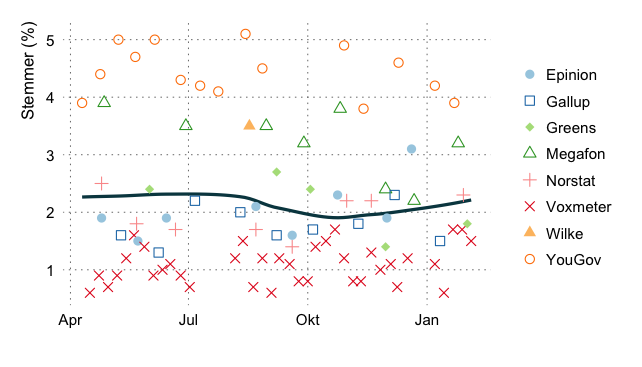 Stemmer (%)
5
4
3
2
1
Apr Jul Okt Jan
Epinion
Gallup
Greens
Megafon
Norstat
Voxmeter
Wilke
YouGov